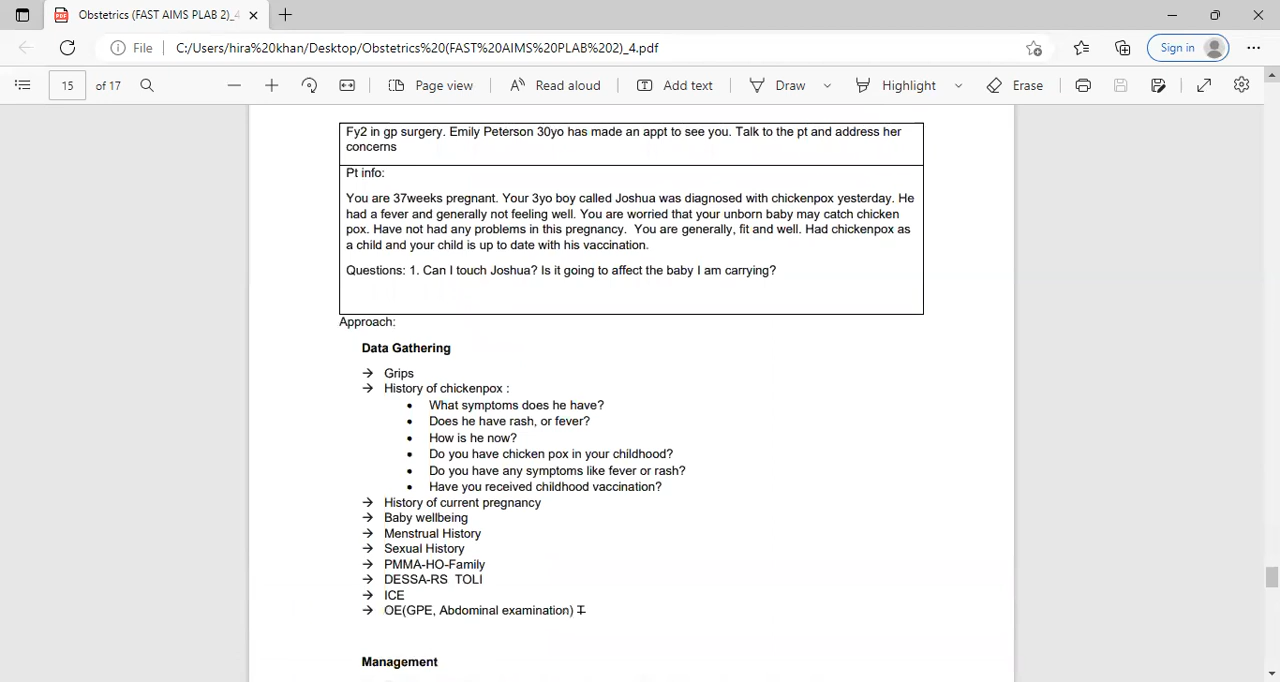 Obstetrics (FAST AIMS PLAB 2)_4
File C:/Users/hira%20khan/Desktop/Obstetrics%20(FAST%20AIMS%20PLAB%202)_4.pdf Sign in
15 of 17 Page view Read aloud Add text Draw Highlight Erase
Fy2 in gp surgery. Emily Peterson 30yo has made an appt to see you. Talk to the pt and address her
concerns
Pt info:
You are 37weeks pregnant. Your 3yo boy called Joshua was diagnosed with chickenpox yesterday. He
had a fever and generally not feeling well. You are worried that your unborn baby may catch chicken
pox. Have not had any problems in this pregnancy. You are generally, fit and well. Had chickenpox as
a child and your child is up to date with his vaccination.
Questions: 1. Can I touch Joshua? Is it going to affect the baby I am carrying?
Approach:
Data Gathering
→ Grips
→ History of chickenpox :
• What symptoms does he have?
• Does he have rash, or fever?
• How is he now?
• Do you have chicken pox in your childhood?
• Do you have any symptoms like fever or rash?
• Have you received childhood vaccination?
→ History of current pregnancy
→ Baby wellbeing
→ Menstrual History
→ Sexual History
→ PMMA-HO-Family
→ DESSA-RS TOLI
→ ICE
→ OE(GPE, Abdominal examination)
Management